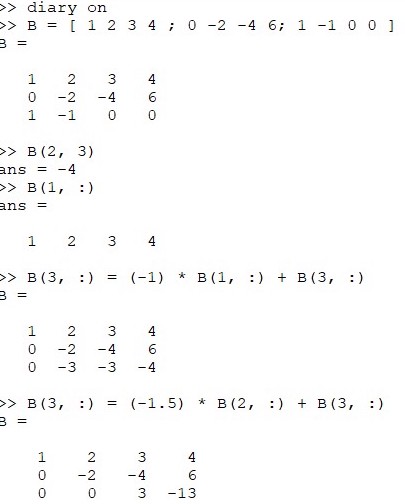 >> diary on
>> B = [ 1 2 3 4 ; 0 -2 -4 6; 1 -1 0 0 ]
B =
1 2 3 4
0 -2 -4 6
1 -1 0 0
>> B(2, 3)
ans = -4
>> B(1, :)
ans =
1 2 3 4
>> B(3, :) = (-1) * B(1, :) + B(3, :)
B =
1 2 3 4
0 -2 -4 6
0 -3 -3 -4
>> B(3, :) = (-1.5) * B(2, :) + B(3, :)
B =
1 2 3 4
0 -2 -4 6
0 0 3 -13